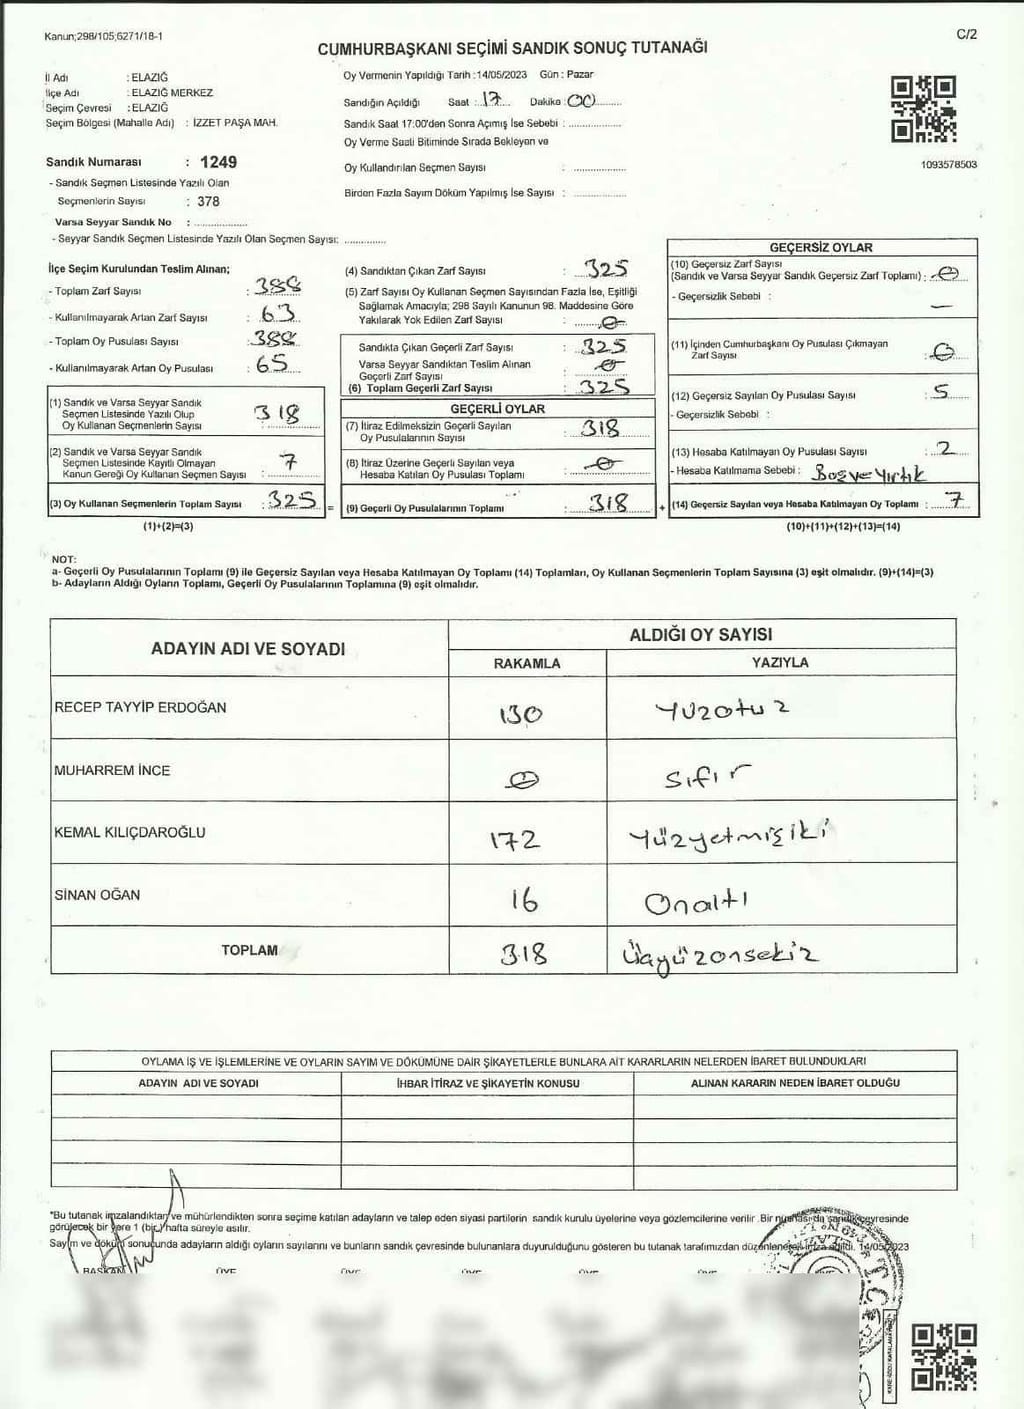 Kanun;298/105;6271/18-1
C/2
CUMHURBAŞKANI SEÇİMİ SANDIK SONUÇ TUTANAĞI
İl Adı : ELAZIĞ
İlçe Adı : ELAZIĞ MERKEZ
Seçim Çevresi : ELAZIĞ
Seçim Bölgesi (Mahalle Adı) : İZZET PAŞA MAH.
Sandık Numarası : 1249
- Sandık Seçmen Listesinde Yazılı Olan
Seçmenlerin Sayısı : 378
Varsa Seyyar Sandık No : ....................
- Seyyar Sandık Seçmen Listesinde Yazılı Olan Seçmen Sayısı: ...............
Oy Vermenin Yapıldığı Tarih :14/05/2023 Gün : Pazar
Sandığın Açıldığı Saat : 17 Dakika : 00
Sandık Saat 17:00'den Sonra Açımış İse Sebebi : ...................
Oy Verme Saati Bitiminde Sırada Bekleyen ve
Oy Kullandırılan Seçmen Sayısı : ...................
Birden Fazla Sayım Döküm Yapılmış İse Sayısı : ...................
1093578503
İlçe Seçim Kurulundan Teslim Alınan;
- Toplam Zarf Sayısı : 388
- Kullanılmayarak Artan Zarf Sayısı : 63
- Toplam Oy Pusulası Sayısı : 388
- Kullanılmayarak Artan Oy Pusulası : 65
(1) Sandık ve Varsa Seyyar Sandık
Seçmen Listesinde Yazılı Olup
Oy Kullanan Seçmenlerin Sayısı : 318
(2) Sandık ve Varsa Seyyar Sandık
Seçmen Listesinde Kayıtlı Olmayan
Kanun Gereği Oy Kullanan Seçmen Sayısı : 7
(3) Oy Kullanan Seçmenlerin Toplam Sayısı : 325 =
(1)+(2)=(3)
(4) Sandıktan Çıkan Zarf Sayısı : 325
(5) Zarf Sayısı Oy Kullanan Seçmen Sayısından Fazla İse, Eşitliği
Sağlamak Amacıyla; 298 Sayılı Kanunun 98. Maddesine Göre
Yakılarak Yok Edilen Zarf Sayısı : 0
Sandıkta Çıkan Geçerli Zarf Sayısı : 325
Varsa Seyyar Sandıktan Teslim Alınan
Geçerli Zarf Sayısı : 0
(6) Toplam Geçerli Zarf Sayısı : 325
GEÇERLİ OYLAR
(7) İtiraz Edilmeksizin Geçerli Sayılan
Oy Pusulalarının Sayısı : 318
(8) İtiraz Üzerine Geçerli Sayılan veya
Hesaba Katılan Oy Pusulası Toplamı : 0
(9) Geçerli Oy Pusulalarının Toplamı : 318 +
GEÇERSİZ OYLAR
(10) Geçersiz Zarf Sayısı
(Sandık ve Varsa Seyyar Sandık Geçersiz Zarf Toplamı) : 0
- Geçersizlik Sebebi : —
(11) İçinden Cumhurbaşkanı Oy Pusulası Çıkmayan
Zarf Sayısı : 0
(12) Geçersiz Sayılan Oy Pusulası Sayısı : 5
- Geçersizlik Sebebi :
(13) Hesaba Katılmayan Oy Pusulası Sayısı : 2
- Hesaba Katılmama Sebebi : Boş ve Yırtık
(14) Geçersiz Sayılan veya Hesaba Katılmayan Oy Toplamı : 7
(10)+(11)+(12)+(13)=(14)
NOT:
a- Geçerli Oy Pusulalarının Toplamı (9) ile Geçersiz Sayılan veya Hesaba Katılmayan Oy Toplamı (14) Toplamları, Oy Kullanan Seçmenlerin Toplam Sayısına (3) eşit olmalıdır. (9)+(14)=(3)
b- Adayların Aldığı Oyların Toplamı, Geçerli Oy Pusulalarının Toplamına (9) eşit olmalıdır.
ADAYIN ADI VE SOYADI
ALDIĞI OY SAYISI
RAKAMLA YAZIYLA
RECEP TAYYİP ERDOĞAN 130 Yüzotuz
MUHARREM İNCE 0 Sıfır
KEMAL KILIÇDAROĞLU 172 Yüzyetmişiki
SİNAN OĞAN 16 Onaltı
TOPLAM 318 Üçyüzonsekiz
OYLAMA İŞ VE İŞLEMLERİNE VE OYLARIN SAYIM VE DÖKÜMÜNE DAİR ŞİKAYETLERLE BUNLARA AİT KARARLARIN NELERDEN İBARET BULUNDUKLARI
ADAYIN ADI VE SOYADI İHBAR İTİRAZ VE ŞİKAYETİN KONUSU ALINAN KARARIN NEDEN İBARET OLDUĞU
*Bu tutanak imzalandıktan ve mühürlendikten sonra seçime katılan adayların ve talep eden siyasi partilerin sandık kurulu üyelerine veya gözlemcilerine verilir .Bir nüshası da sandık çevresinde
görülecek bir yere 1 (bir) hafta süreyle asılır.
Sayım ve döküm sonucunda adayların aldığı oyların sayılarını ve bunların sandık çevresinde bulunanlara duyurulduğunu gösteren bu tutanak tarafımızdan düzenlenerek imza edildi. 14/05/2023
BAŞKAN ÜYE ÜYE ÜYE ÜYE ÜYE ÜYE
T.C.